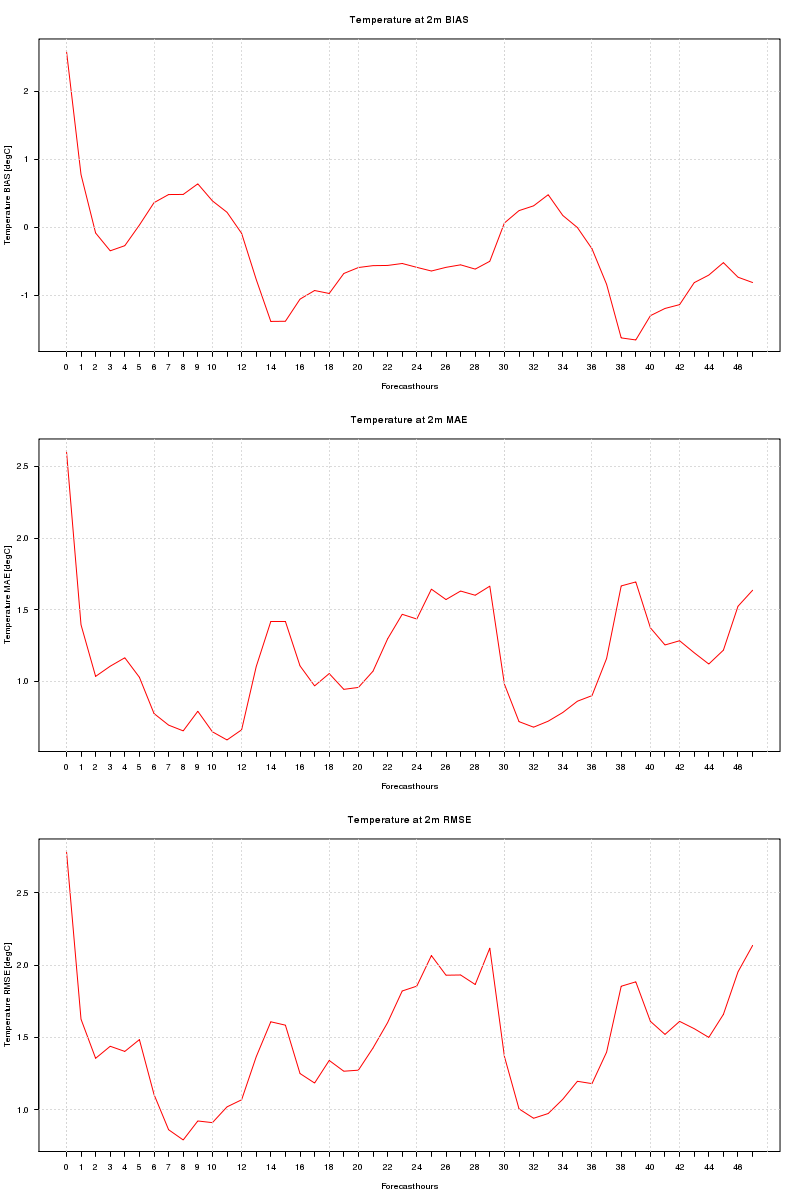 Temperature at 2m BIAS
2
1
0
-1
Temperature BIAS [degC]
0 1 2 3 4 5 6 7 8 9 10 12 14 16 18 20 22 24 26 28 30 32 34 36 38 40 42 44 46
Forecasthours
Temperature at 2m MAE
2.5
2.0
1.5
1.0
Temperature MAE [degC]
0 1 2 3 4 5 6 7 8 9 10 12 14 16 18 20 22 24 26 28 30 32 34 36 38 40 42 44 46
Forecasthours
Temperature at 2m RMSE
2.5
2.0
1.5
1.0
Temperature RMSE [degC]
0 1 2 3 4 5 6 7 8 9 10 12 14 16 18 20 22 24 26 28 30 32 34 36 38 40 42 44 46
Forecasthours